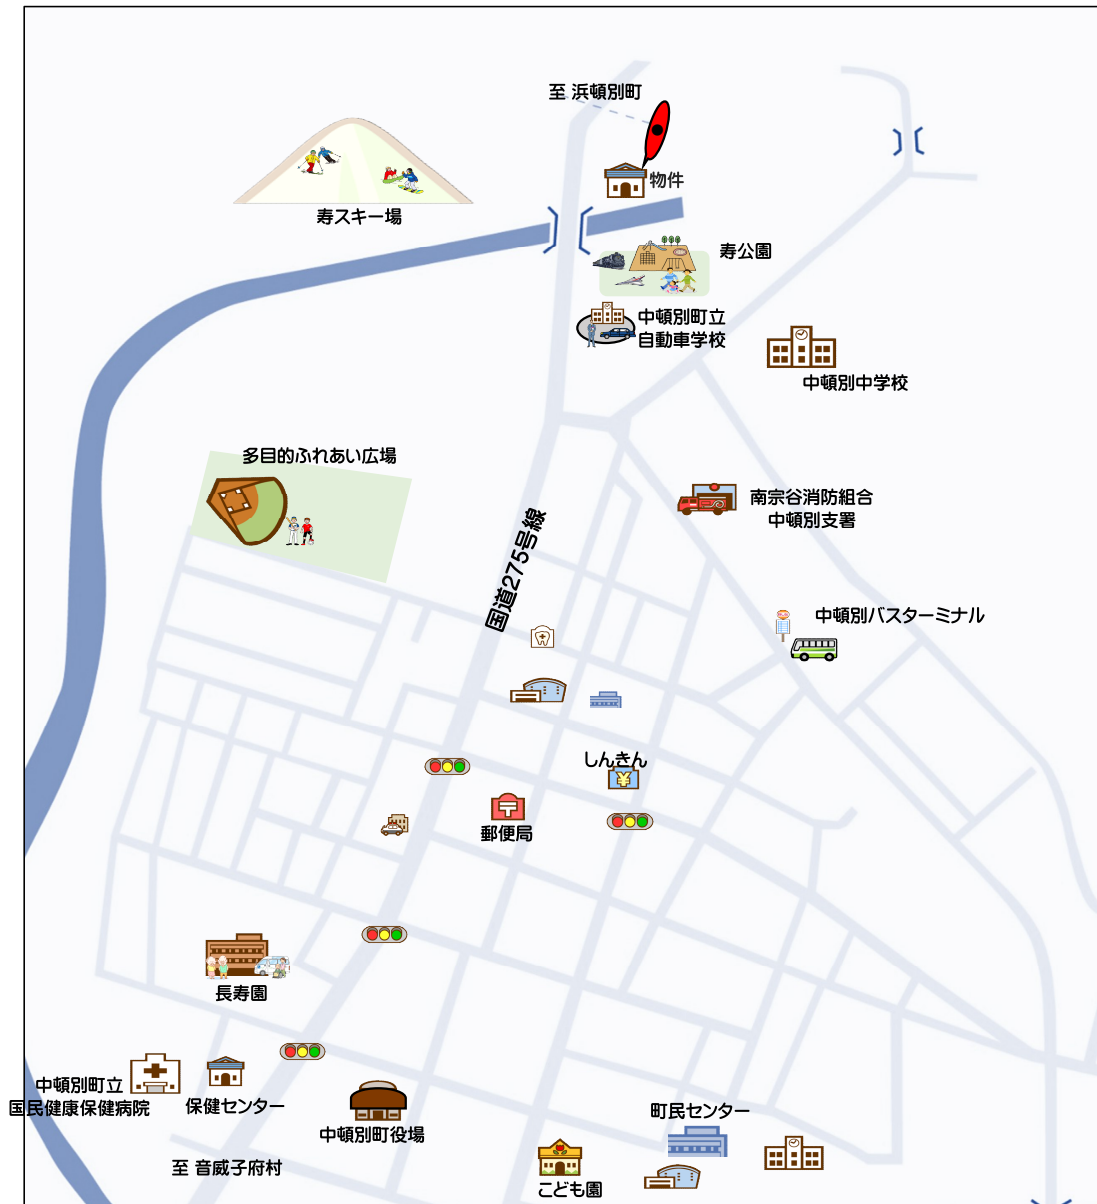 至 浜頓別町
物件
寿スキー場
寿公園
中頓別町立
自動車学校
中頓別中学校
多目的ふれあい広場
南宗谷消防組合
中頓別支署
国道275号線
中頓別バスターミナル
しんきん
¥
〒
郵便局
長寿園
中頓別町立
国民健康保健病院
保健センター
中頓別町役場
町民センター
至 音威子府村
こども園